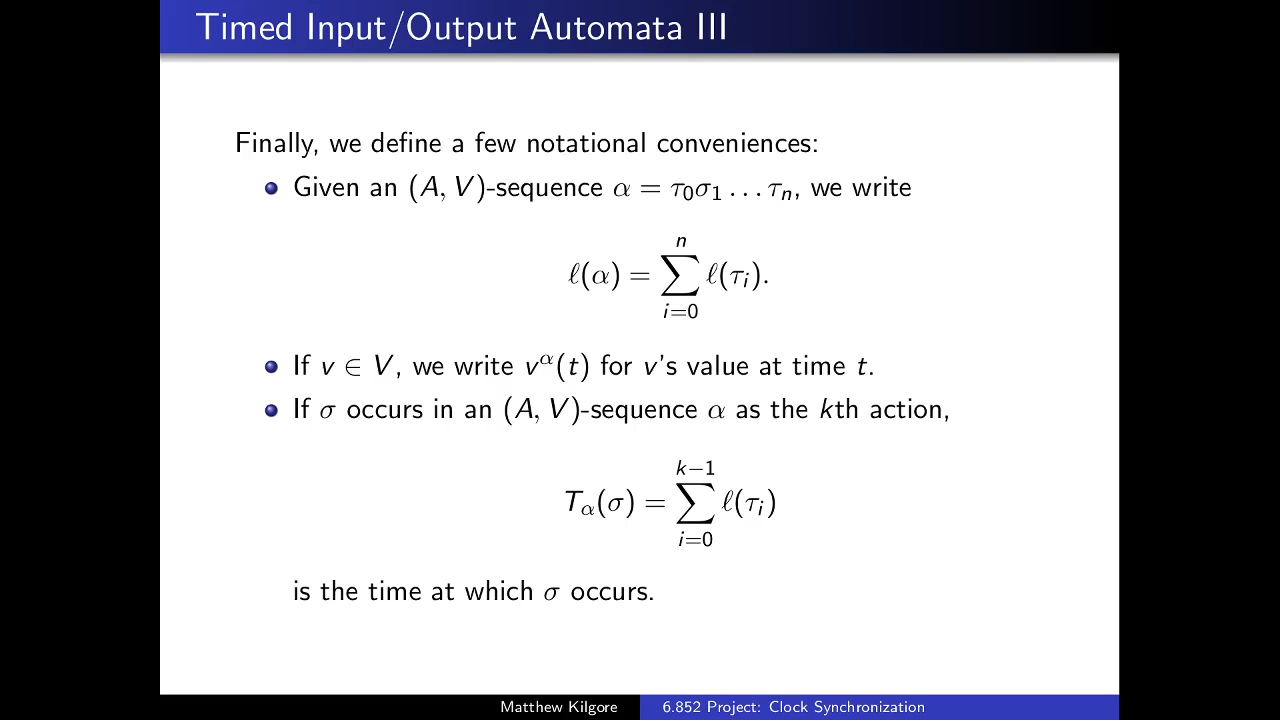 Timed Input/Output Automata III
Finally, we define a few notational conveniences:
Given an (A, V)-sequence α = τ₀σ₁ . . . τₙ, we write
ℓ(α) = ∑_{i=0}^{n} ℓ(τᵢ).
If v ∈ V, we write v^α(t) for v's value at time t.
If σ occurs in an (A, V)-sequence α as the kth action,
T_α(σ) = ∑_{i=0}^{k−1} ℓ(τᵢ)
is the time at which σ occurs.
Matthew Kilgore 6.852 Project: Clock Synchronization